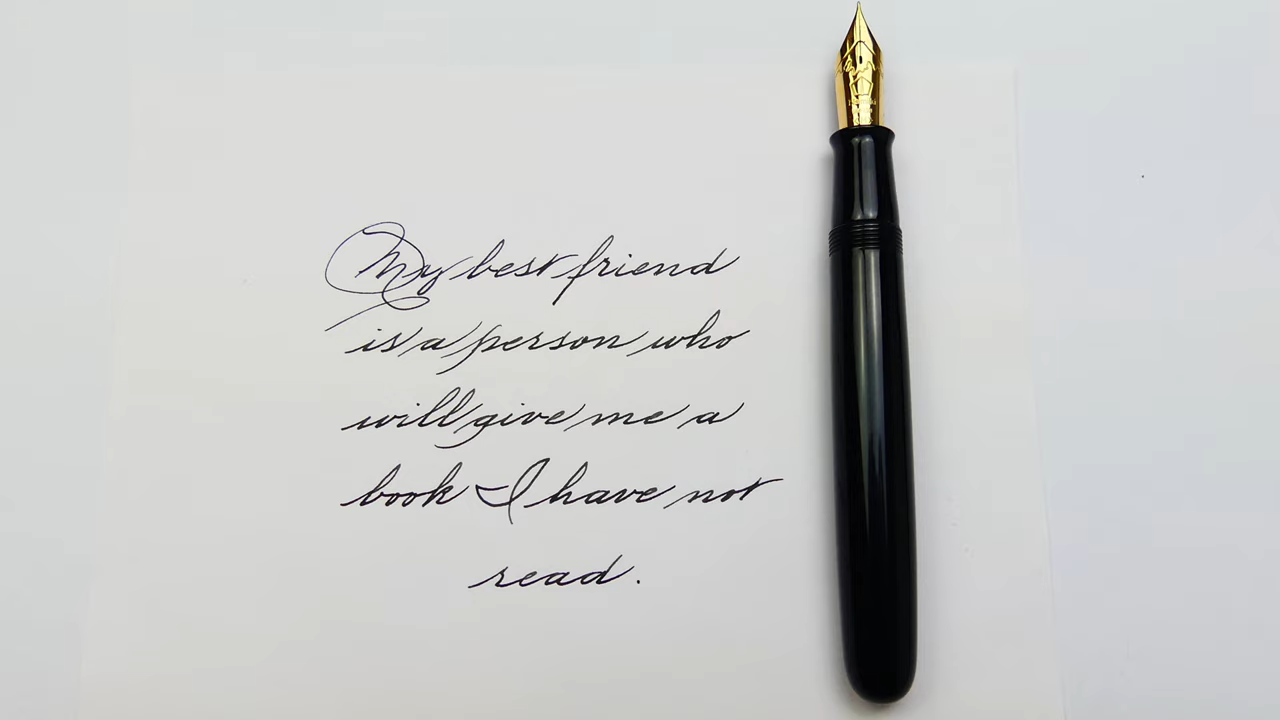 My best friend
is a person who
will give me a
book I have not
read.